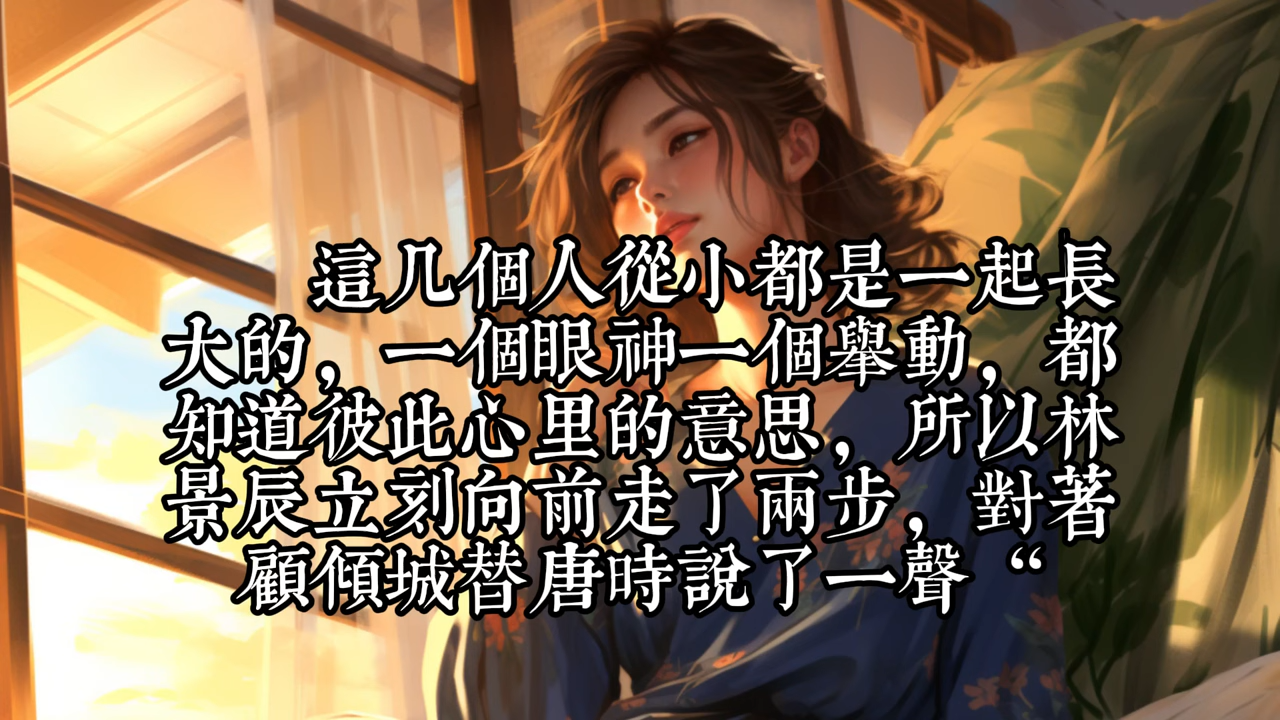 這几個人從小都是一起長
大的，一個眼神一個舉動，都
知道彼此心里的意思，所以林
景辰立刻向前走了兩步，對著
顧傾城替唐時說了一聲“